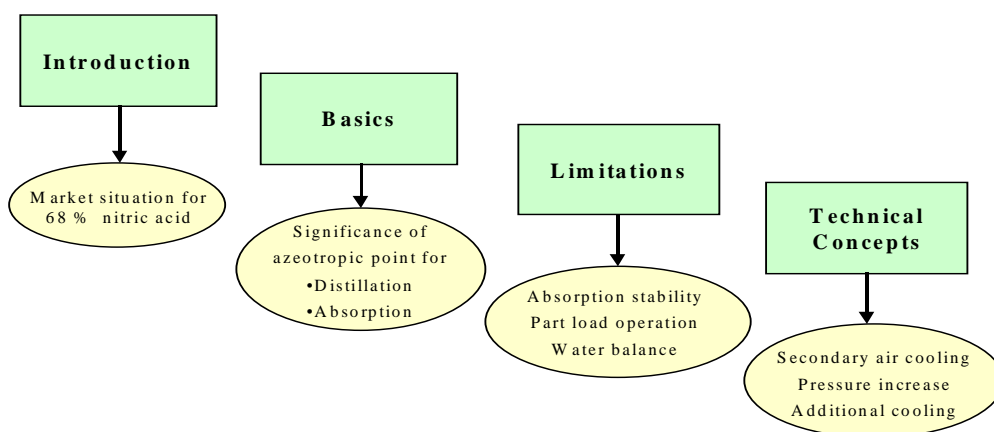 Introduction
Market situation for
68 % nitric acid
Basics
Significance of
azeotropic point for
•Distillation
•Absorption
Limitations
Absorption stability
Part load operation
Water balance
Technical
Concepts
Secondary air cooling
Pressure increase
Additional cooling